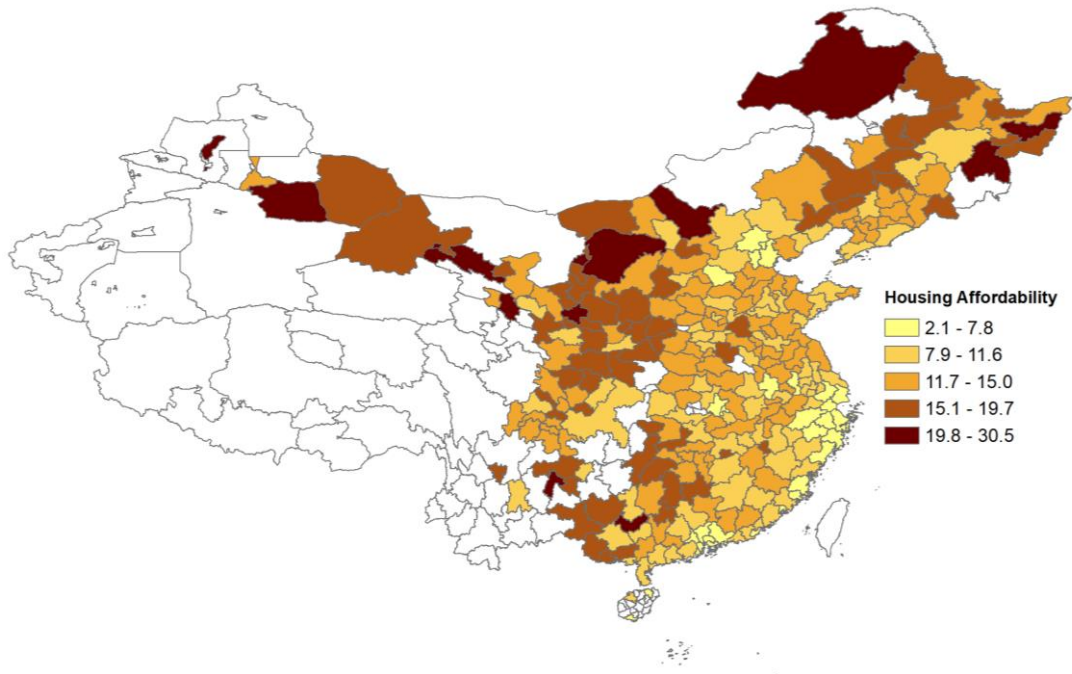 Housing Affordability
2.1 - 7.8
7.9 - 11.6
11.7 - 15.0
15.1 - 19.7
19.8 - 30.5